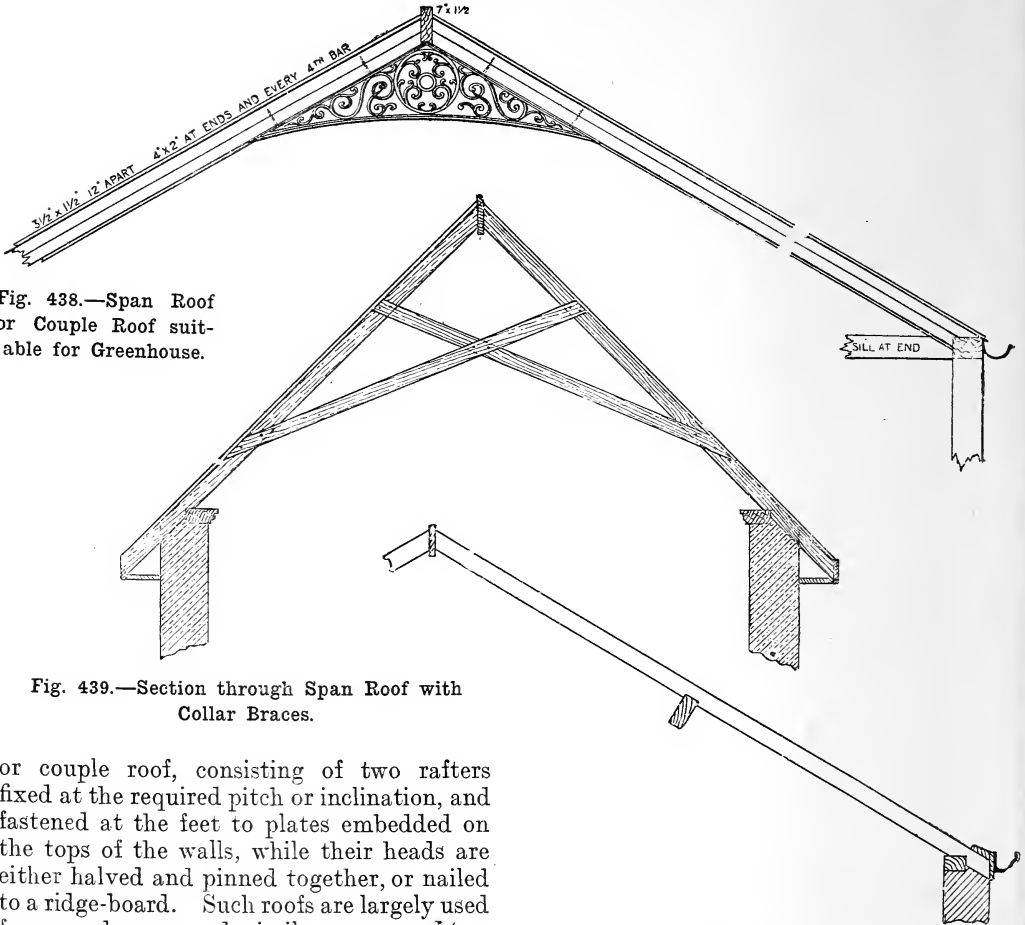 7"x 1½
3½" x 1½" 12" APART 4"x2" AT ENDS AND EVERY 4TH BAR
Fig. 438.—Span Roof
or Couple Roof suit-
able for Greenhouse.
SILL AT END
Fig. 439.—Section through Span Roof with
Collar Braces.
or couple roof, consisting of two rafters
fixed at the required pitch or inclination, and
fastened at the feet to plates embedded on
the tops of the walls, while their heads are
either halved and pinned together, or nailed
to a ridge-board. Such roofs are largely used